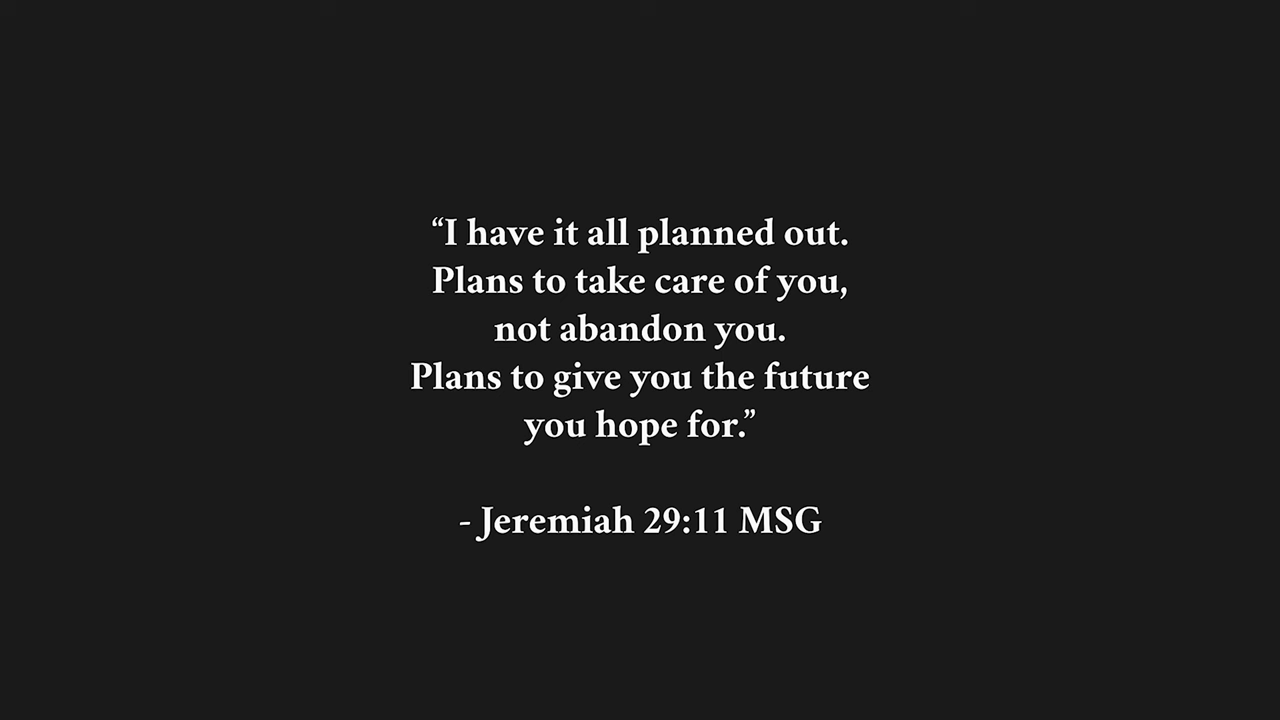 “I have it all planned out.
Plans to take care of you,
not abandon you.
Plans to give you the future
you hope for.”
- Jeremiah 29:11 MSG